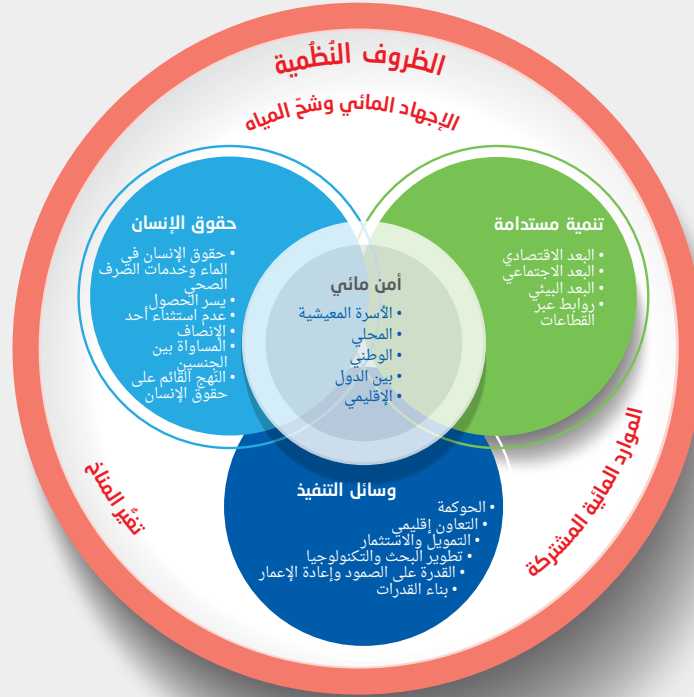 الظروف النُظُمية
الإجهاد المائي وشحّ المياه
حقوق الإنسان
• حقوق الإنسان في
الماء وخدمات الصرف
الصحي
• يسر الحصول
• عدم استثناء أحد
• الإنصاف
• المساواة بين
الجنسين
• النهج القائم على
حقوق الإنسان
تنمية مستدامة
• البعد الاقتصادي
• البعد الاجتماعي
• البعد البيئي
• روابط عبر
القطاعات
أمن مائي
• الأسرة المعيشية
• المحلي
• الوطني
• بين الدول
• الإقليمي
وسائل التنفيذ
• الحوكمة
• التعاون إقليمي
• التمويل والاستثمار
• تطوير البحث والتكنولوجيا
• القدرة على الصمود وإعادة الإعمار
• بناء القدرات
الموارد المائية المشتركة
تغيُّر المناخ